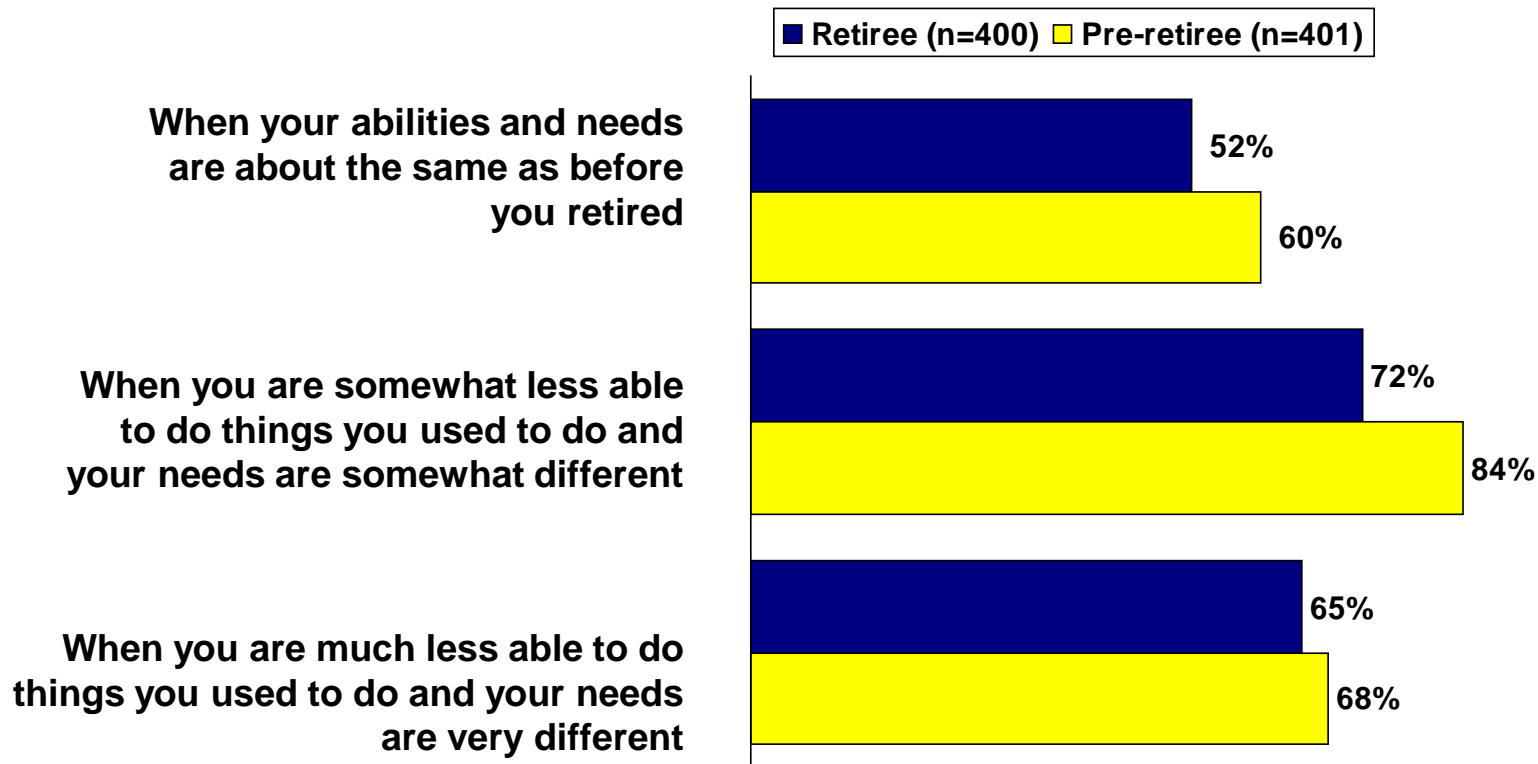 Retiree (n=400) Pre-retiree (n=401)
When your abilities and needs
are about the same as before
you retired
52%
60%
When you are somewhat less able
to do things you used to do and
your needs are somewhat different
72%
84%
When you are much less able to do
things you used to do and your needs
are very different
65%
68%